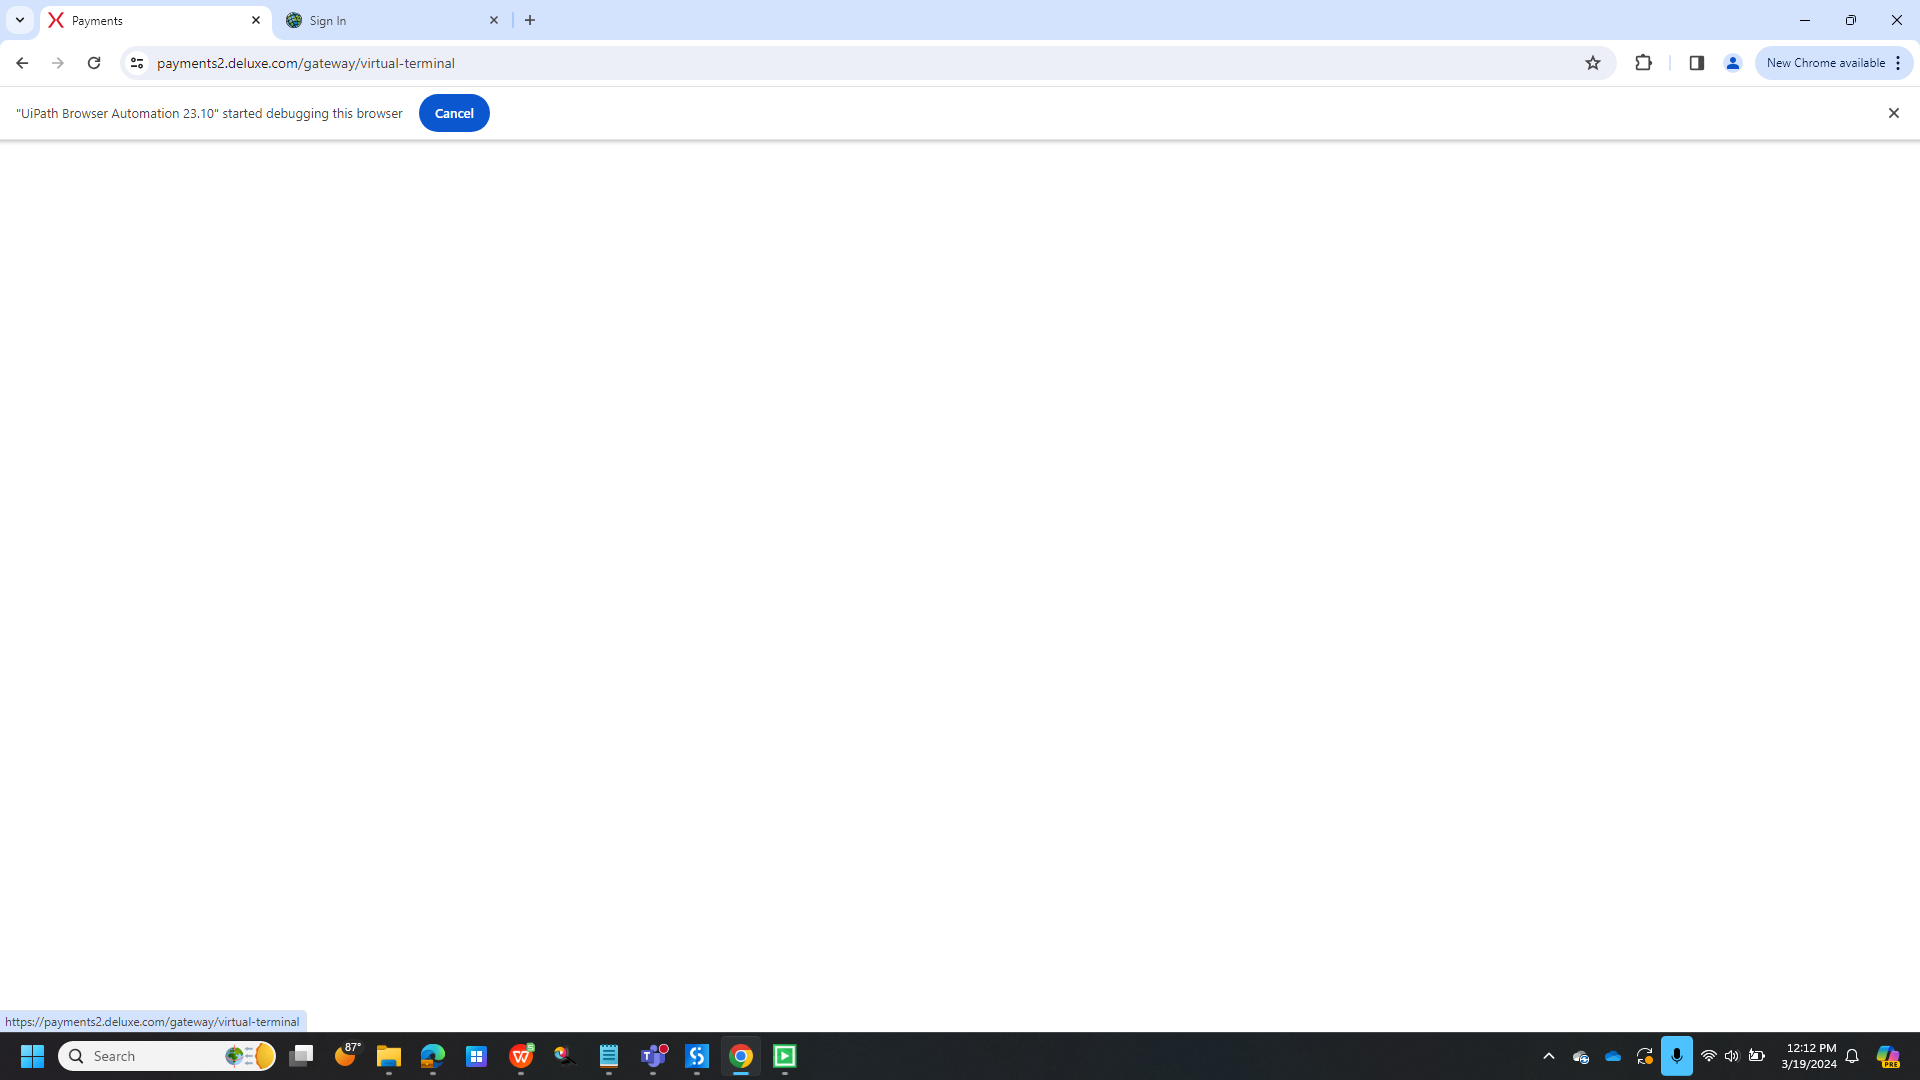 Payments
Sign In
payments2.deluxe.com/gateway/virtual-terminal
New Chrome available
"UiPath Browser Automation 23.10" started debugging this browser
Cancel
https://payments2.deluxe.com/gateway/virtual-terminal
Search
87°
12:12 PM
3/19/2024
PRE